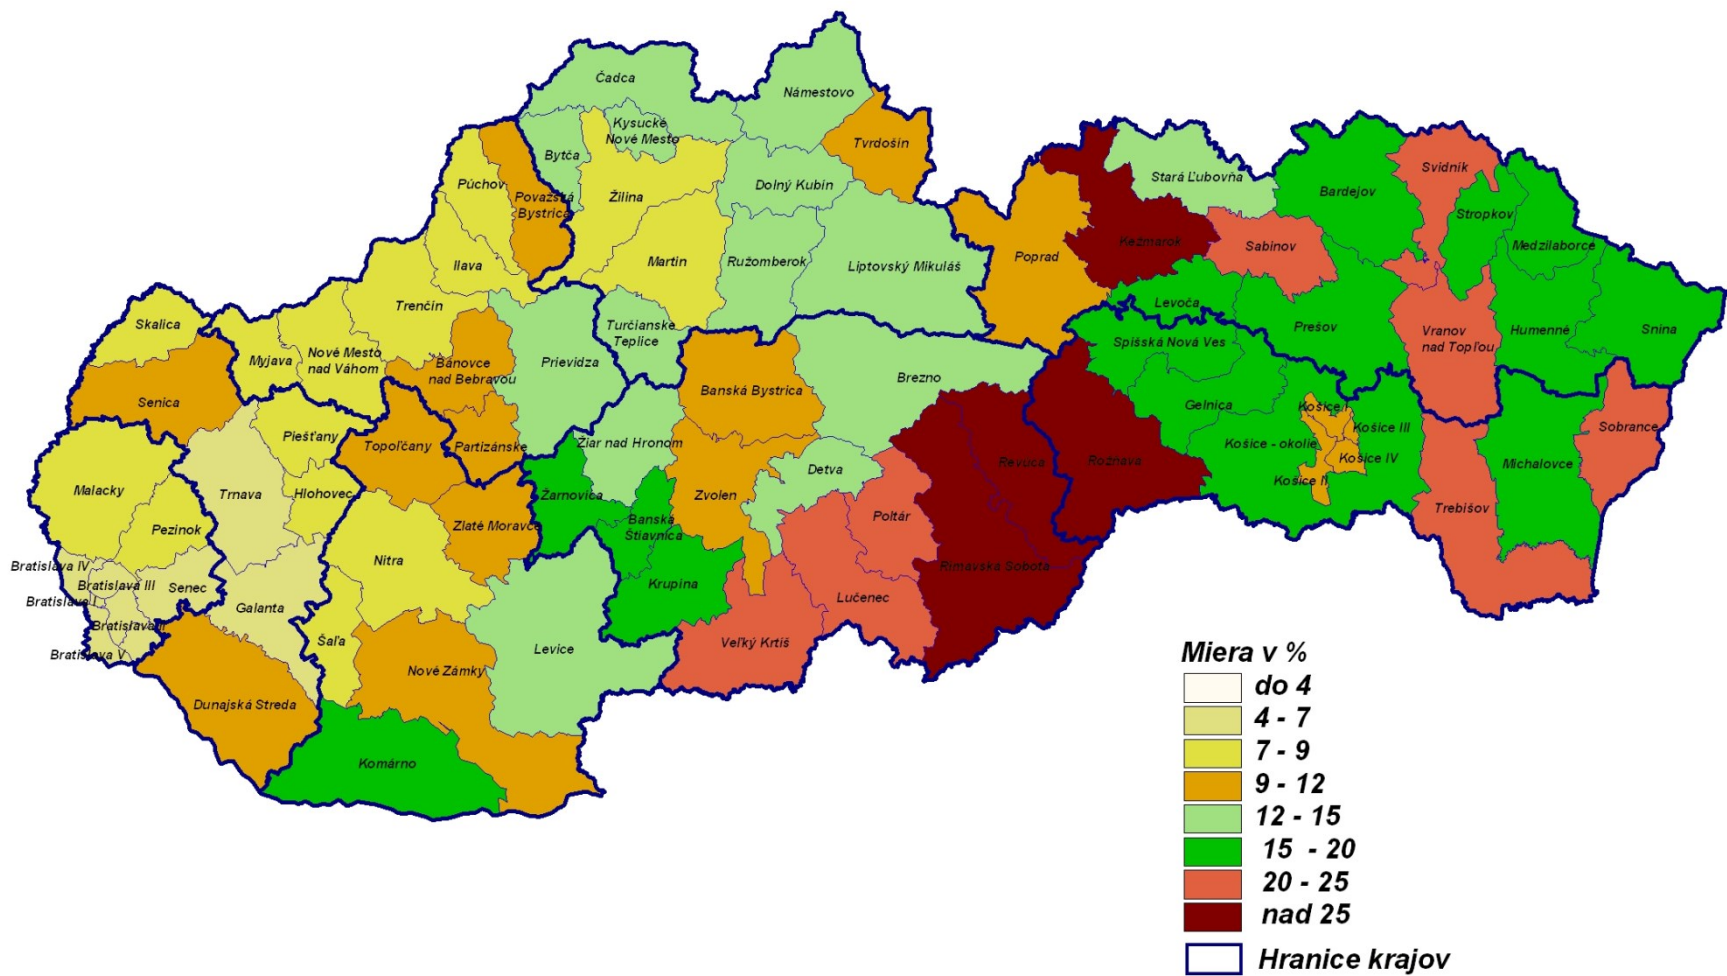 Čadca
Námestovo
Kysucké
Nové Mesto
Tvrdošín
Bytča
Púchov
Považská
Bystrica
Žilina
Dolný Kubín
Stará Ľubovňa
Svidník
Bardejov
Stropkov
Kežmarok
Sabinov
Medzilaborce
Ilava
Martin
Ružomberok
Liptovský Mikuláš
Poprad
Trenčín
Levoča
Skalica
Turčianske
Teplice
Prešov
Vranov
nad Topľou
Humenné
Snina
Myjava
Nové Mesto
nad Váhom
Bánovce
nad Bebravou
Prievidza
Spišská Nová Ves
Brezno
Banská Bystrica
Senica
Gelnica
Košice I
Piešťany
Topoľčany
Partizánske
Žiar nad Hronom
Košice - okolie
Košice III
Sobrance
Revúca
Rožňava
Košice IV
Michalovce
Detva
Košice II
Malacky
Trnava
Hlohovec
Žarnovica
Zvolen
Trebišov
Pezinok
Zlaté Moravce
Banská
Štiavnica
Poltár
Bratislava IV
Bratislava III
Senec
Nitra
Krupina
Rimavska Sobota
Bratislava I
Galanta
Lučenec
Bratislava II
Šaľa
Veľký Krtíš
Bratislava V
Levice
Nové Zámky
Dunajská Streda
Komárno
Miera v %
do 4
4 - 7
7 - 9
9 - 12
12 - 15
15 - 20
20 - 25
nad 25
Hranice krajov